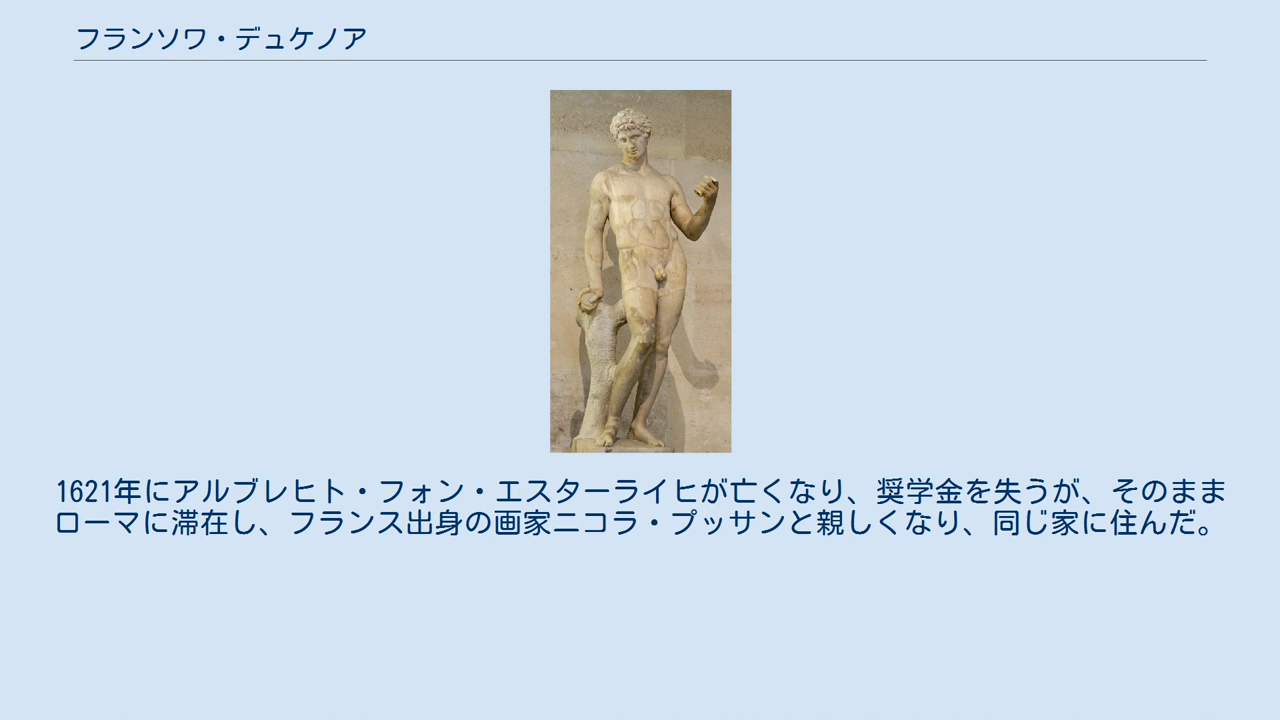 フランソワ・デュケノア
1621年にアルブレヒト・フォン・エスターライヒが亡くなり、奨学金を失うが、そのまま
ローマに滞在し、フランス出身の画家ニコラ・プッサンと親しくなり、同じ家に住んだ。